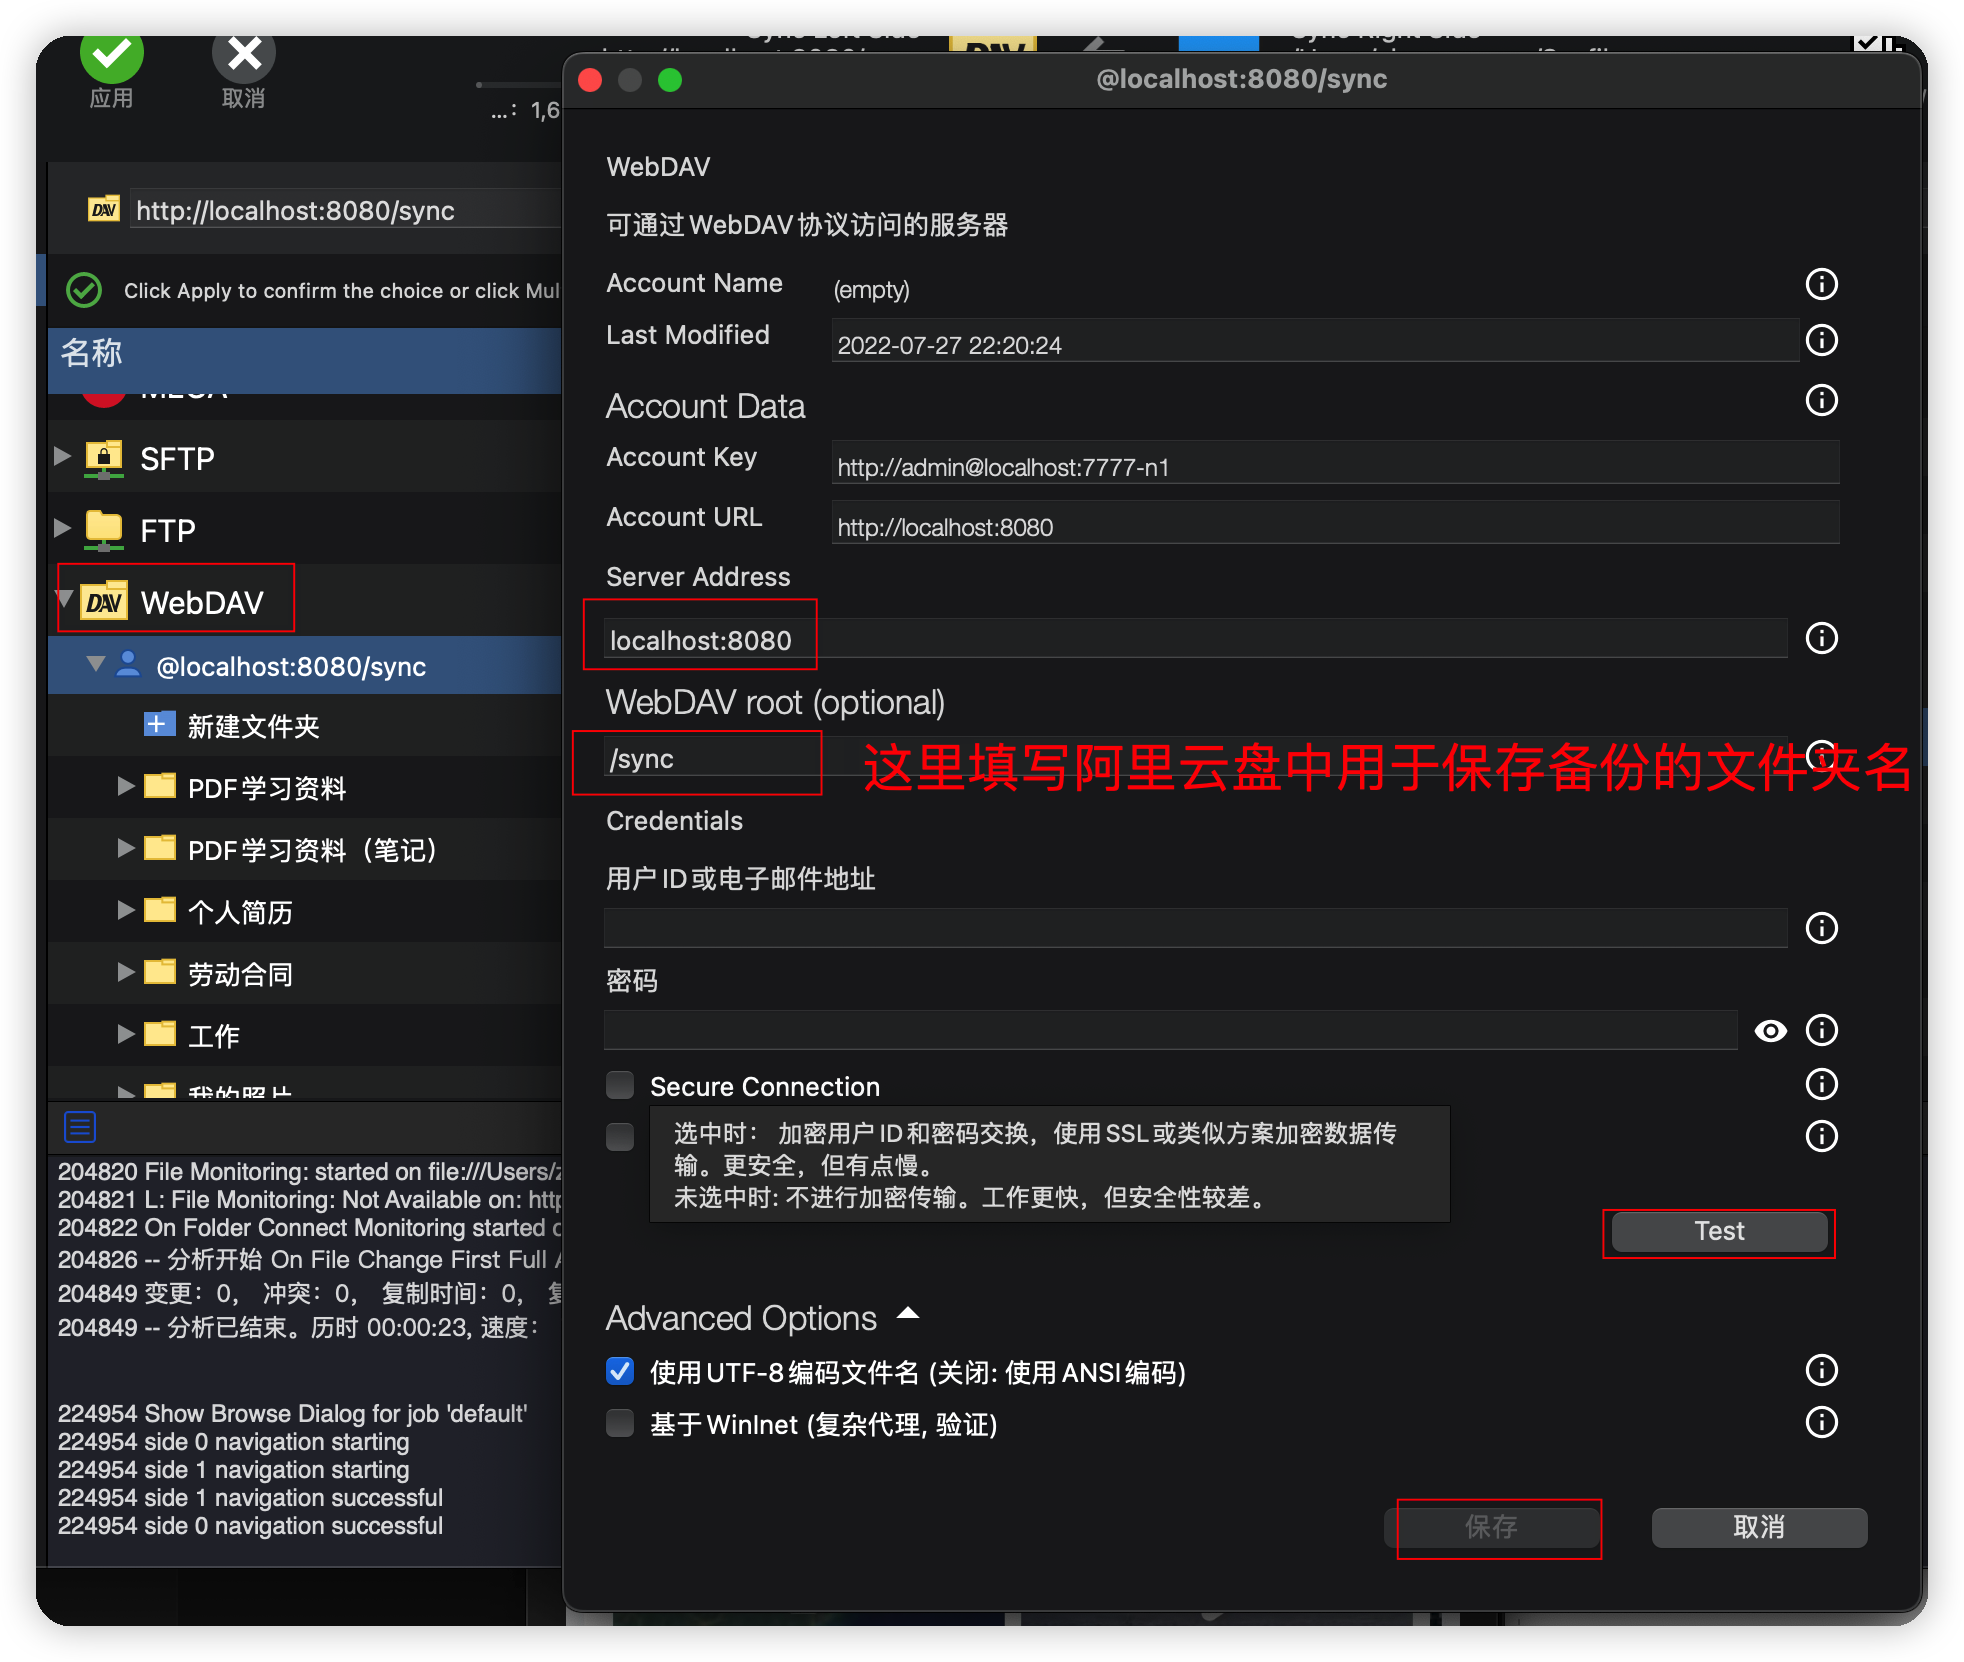 应用
取消
...: 1,6
http://localhost:8080/sync
Click Apply to confirm the choice or click Mul
名称
MEGA
SFTP
FTP
WebDAV
@localhost:8080/sync
新建文件夹
PDF学习资料
PDF学习资料（笔记）
个人简历
劳动合同
工作
我的照片
204820 File Monitoring: started on file:///Users/z
204821 L: File Monitoring: Not Available on: http
204822 On Folder Connect Monitoring started o
204826 -- 分析开始 On File Change First Full A
204849 变更：0， 冲突：0， 复制时间：0， 复
204849 -- 分析已结束。历时 00:00:23, 速度：
224954 Show Browse Dialog for job 'default'
224954 side 0 navigation starting
224954 side 1 navigation starting
224954 side 1 navigation successful
224954 side 0 navigation successful
@localhost:8080/sync
WebDAV
可通过WebDAV协议访问的服务器
Account Name (empty)
Last Modified 2022-07-27 22:20:24
Account Data
Account Key http://admin@localhost:7777-n1
Account URL http://localhost:8080
Server Address
localhost:8080
WebDAV root (optional)
/sync 这里填写阿里云盘中用于保存备份的文件夹名
Credentials
用户ID或电子邮件地址
密码
Secure Connection
选中时： 加密用户ID和密码交换，使用SSL或类似方案加密数据传
输。更安全，但有点慢。
未选中时: 不进行加密传输。工作更快，但安全性较差。
Test
Advanced Options
使用UTF-8编码文件名 (关闭: 使用ANSI编码)
基于WinInet (复杂代理, 验证)
保存
取消